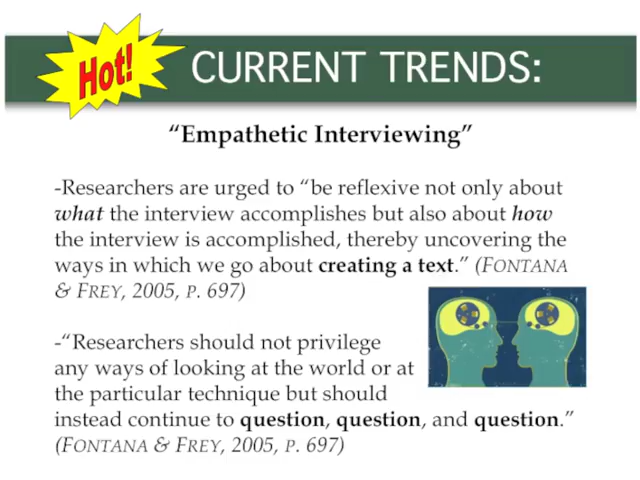 Hot!
CURRENT TRENDS:
“Empathetic Interviewing”
-Researchers are urged to “be reflexive not only about
what the interview accomplishes but also about how
the interview is accomplished, thereby uncovering the
ways in which we go about creating a text.” (FONTANA
& FREY, 2005, P. 697)
-“Researchers should not privilege
any ways of looking at the world or at
the particular technique but should
instead continue to question, question, and question.”
(FONTANA & FREY, 2005, P. 697)